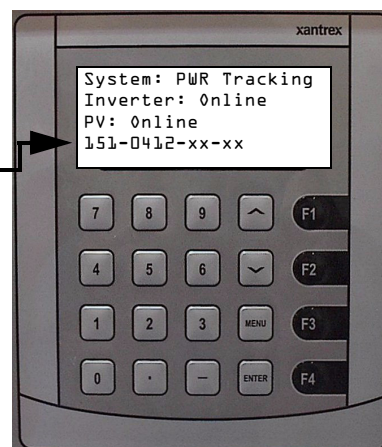 xantrex
System: PWR Tracking
Inverter: Online
PV: Online
151-0412-xx-xx
7 8 9 F1
4 5 6 F2
1 2 3 MENU F3
0 . – ENTER F4